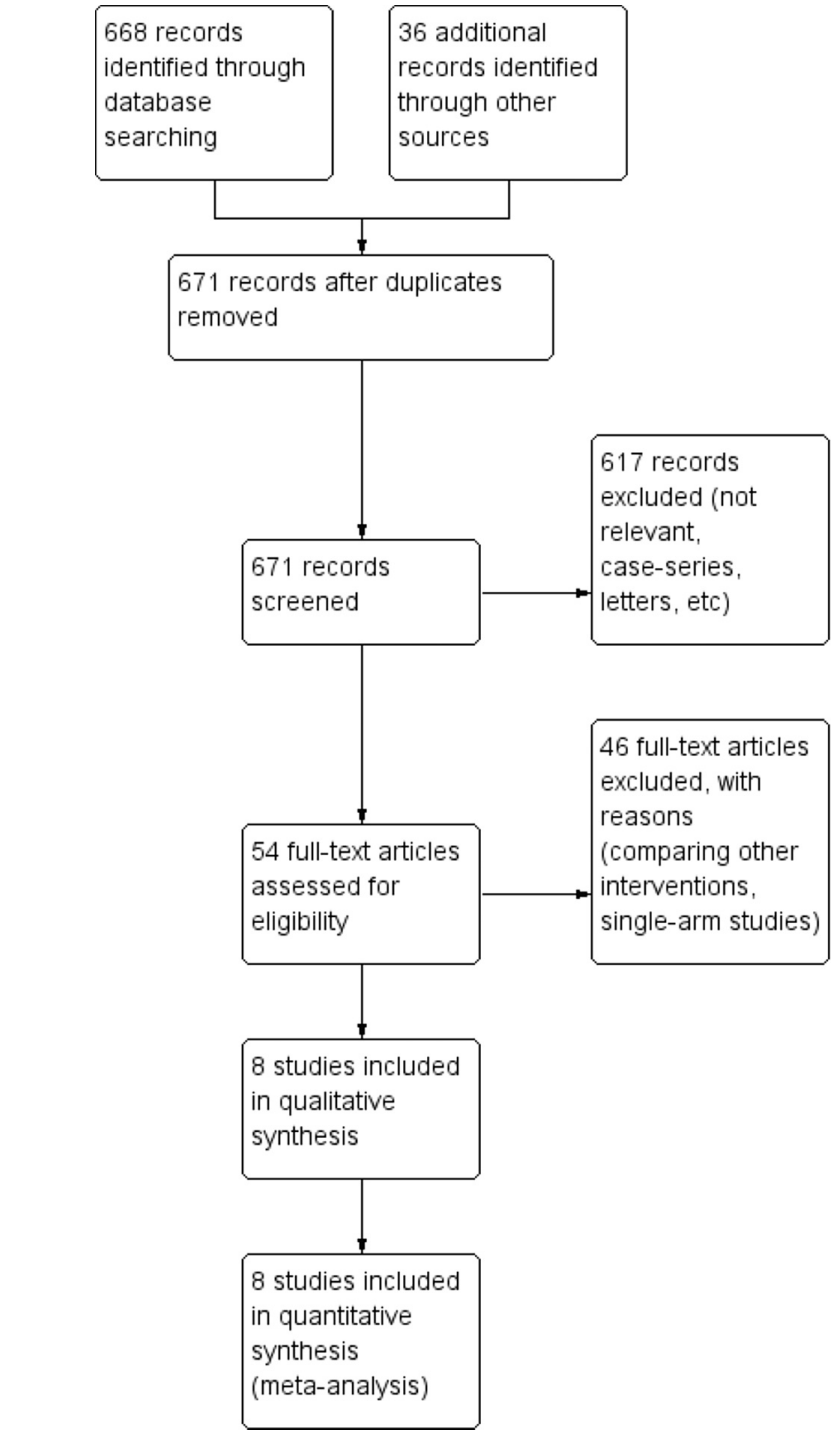 668 records
identified through
database
searching
36 additional
records identified
through other
sources
671 records after duplicates
removed
671 records
screened
617 records
excluded (not
relevant,
case-series,
letters, etc)
54 full-text articles
assessed for
eligibility
46 full-text articles
excluded, with
reasons
(comparing other
interventions,
single-arm studies)
8 studies included
in qualitative
synthesis
8 studies included
in quantitative
synthesis
(meta-analysis)